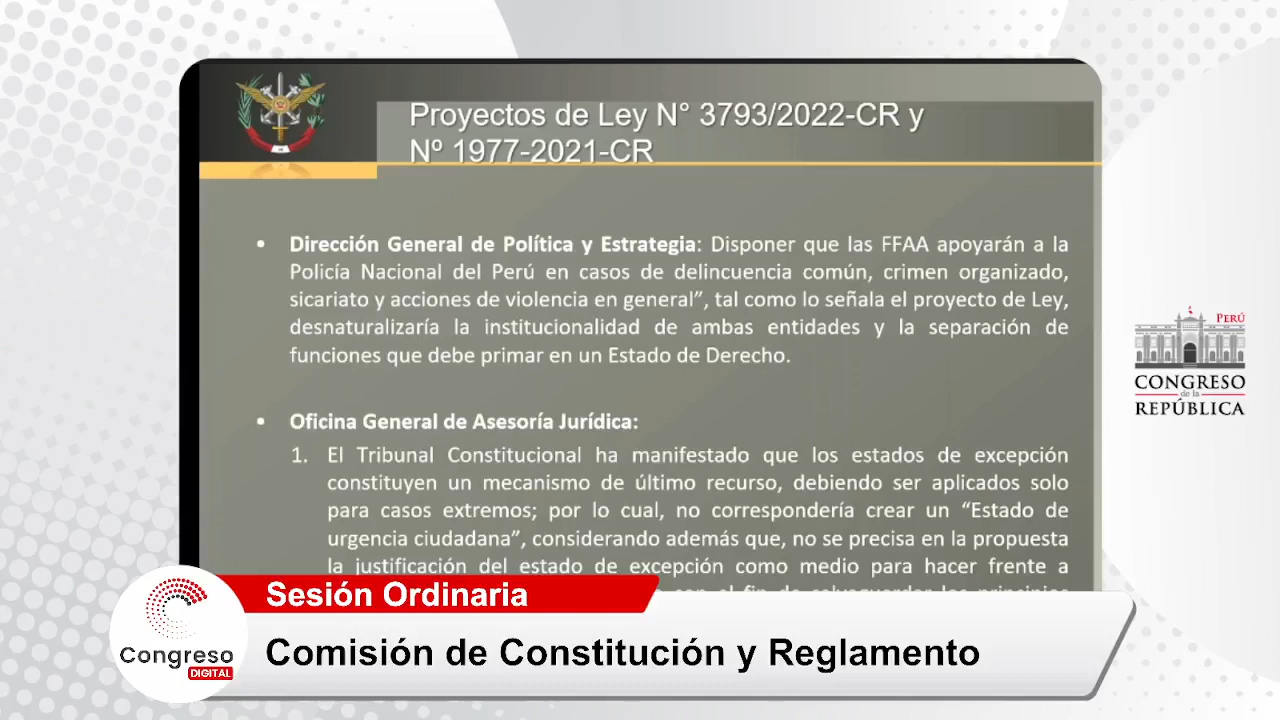 Proyectos de Ley N° 3793/2022-CR y
Nº 1977-2021-CR
• Dirección General de Política y Estrategia: Disponer que las FFAA apoyarán a la
Policía Nacional del Perú en casos de delincuencia común, crimen organizado,
sicariato y acciones de violencia en general”, tal como lo señala el proyecto de Ley,
desnaturalizaría la institucionalidad de ambas entidades y la separación de
funciones que debe primar en un Estado de Derecho.
• Oficina General de Asesoría Jurídica:
1. El Tribunal Constitucional ha manifestado que los estados de excepción
constituyen un mecanismo de último recurso, debiendo ser aplicados solo
para casos extremos; por lo cual, no correspondería crear un “Estado de
urgencia ciudadana”, considerando además que, no se precisa en la propuesta
la justificación del estado de excepción como medio para hacer frente a
PERÚ
CONGRESO
de la
REPÚBLICA
Sesión Ordinaria
Comisión de Constitución y Reglamento
Congreso
DIGITAL